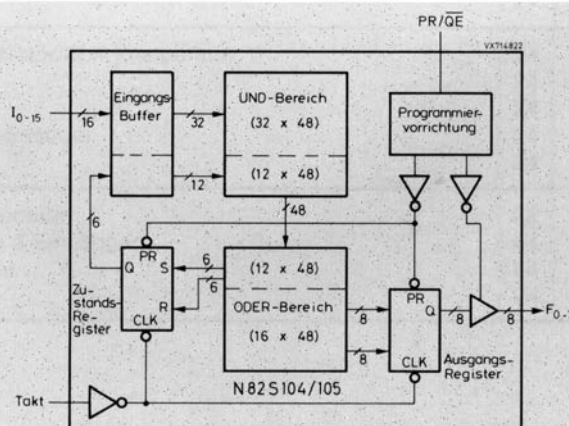 PR/QE
VX714822
I0-15
16
Eingangs-
Buffer
32
12
UND-Bereich
(32 x 48)
(12 x 48)
Programmier-
vorrichtung
48
6
PR
Q
S
R
CLK
Zu-
stands-
Re-
gister
6
6
(12 x 48)
ODER-Bereich
(16 x 48)
8
8
PR
Q
CLK
8
8
Ausgangs-
Register
Takt
N82S104/105